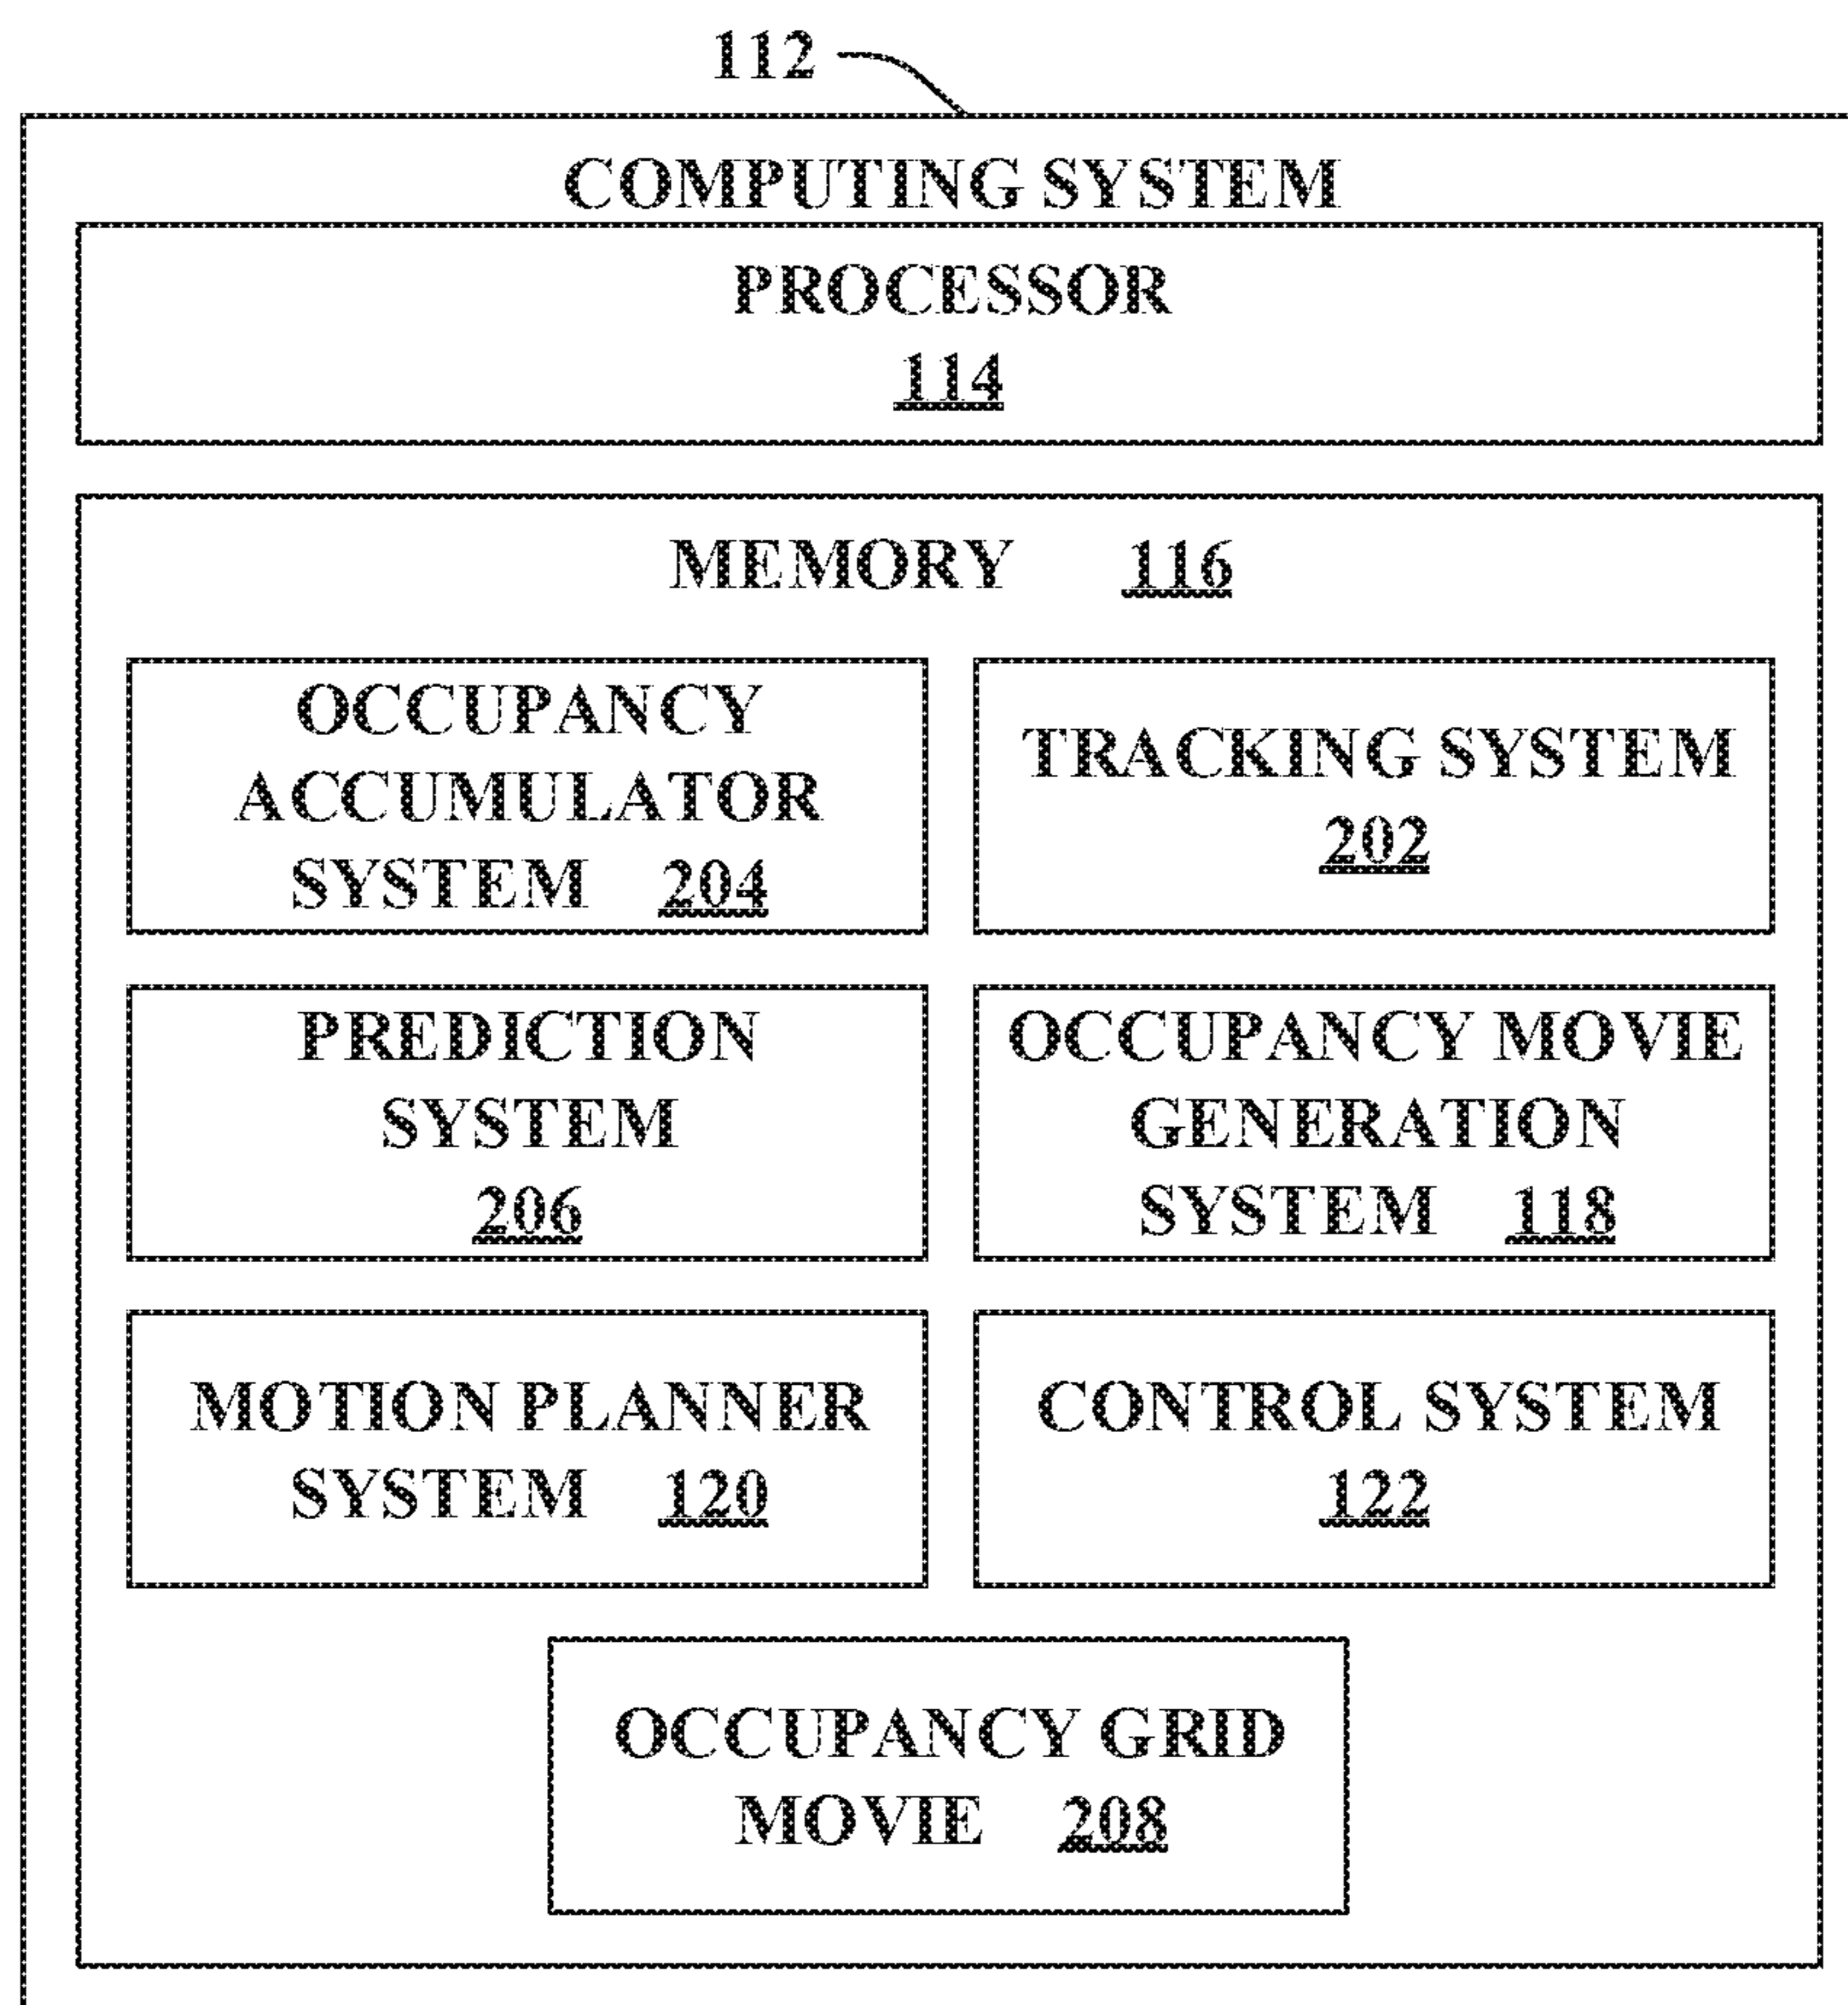 112
COMPUTING SYSTEM
PROCESSOR
114
MEMORY 116
OCCUPANCY
ACCUMULATOR
SYSTEM 204
TRACKING SYSTEM
202
PREDICTION
SYSTEM
206
OCCUPANCY MOVIE
GENERATION
SYSTEM 118
MOTION PLANNER
SYSTEM 120
CONTROL SYSTEM
122
OCCUPANCY GRID
MOVIE 208